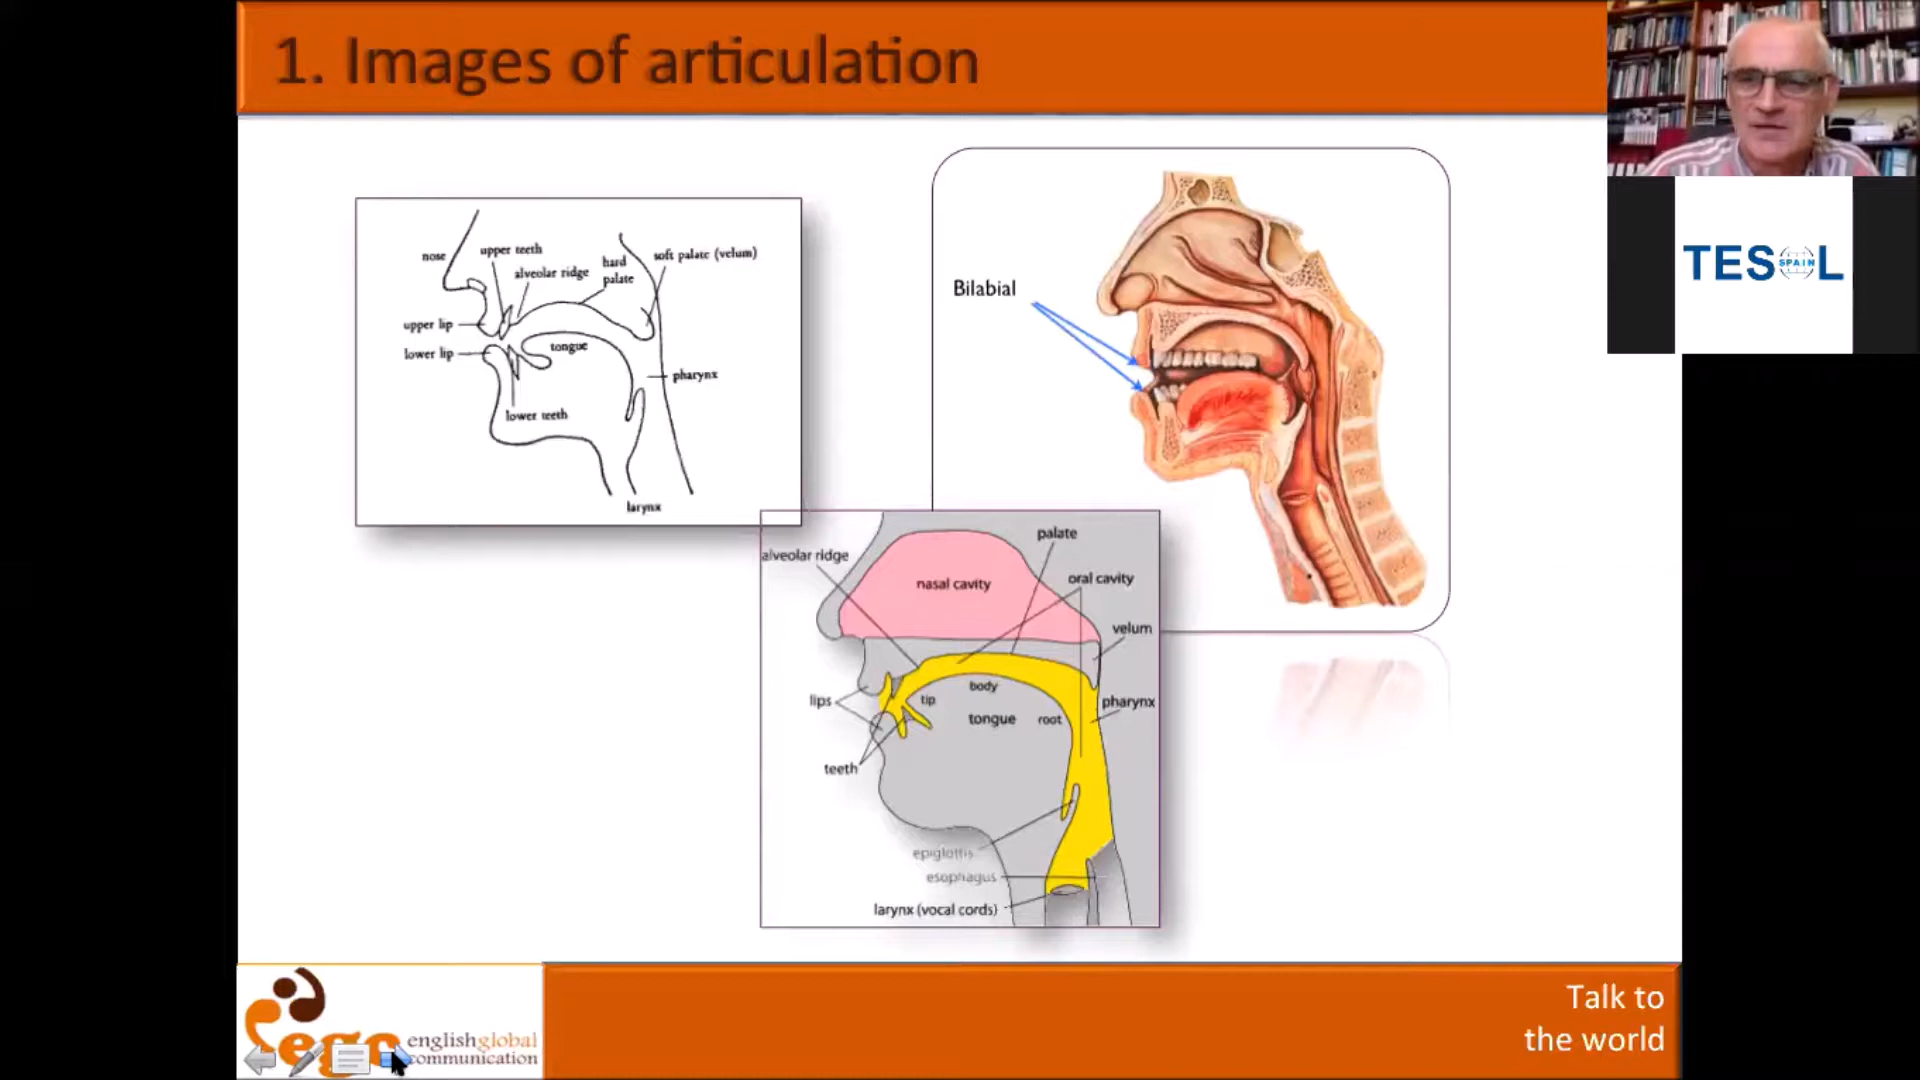 1. Images of articulation
nose
upper teeth
alveolar ridge
hard
palate
soft palate (velum)
upper lip
lower lip
tongue
pharynx
lower teeth
larynx
Bilabial
TESOL
SPAIN
palate
alveolar ridge
nasal cavity
oral cavity
velum
body
lips
tip
tongue
root
pharynx
teeth
epiglottis
esophagus
larynx (vocal cords)
ego
englishglobal
communication
Talk to
the world